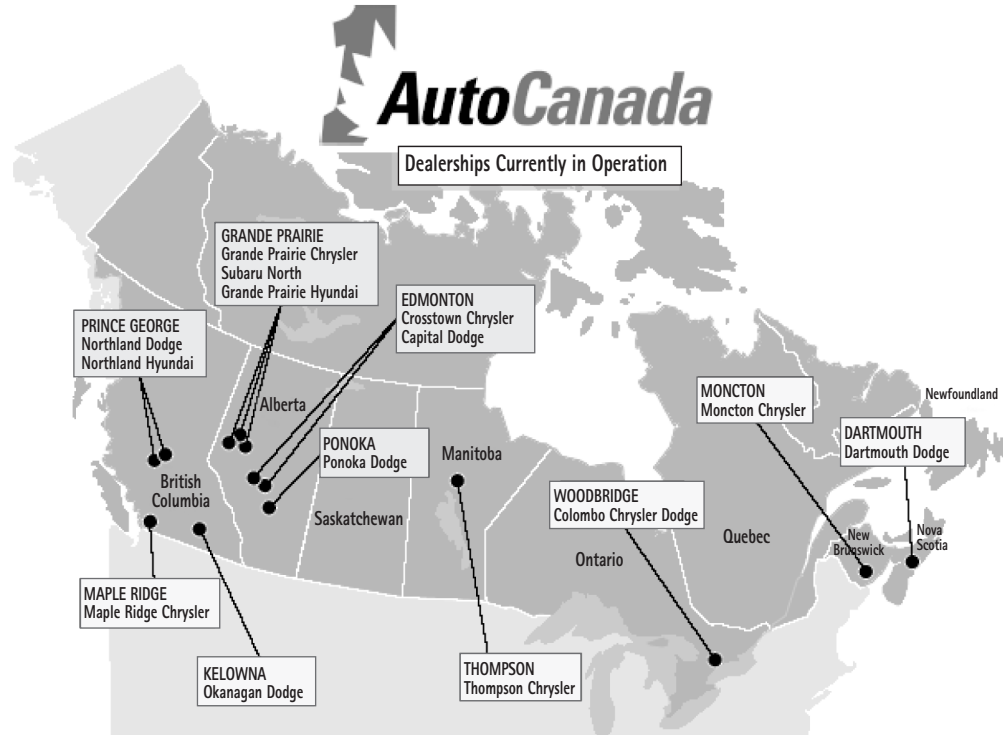 AutoCanada
Dealerships Currently in Operation
GRANDE PRAIRIE
Grande Prairie Chrysler
Subaru North
Grande Prairie Hyundai
EDMONTON
Crosstown Chrysler
Capital Dodge
PRINCE GEORGE
Northland Dodge
Northland Hyundai
MONCTON
Moncton Chrysler
Newfoundland
Alberta
DARTMOUTH
Dartmouth Dodge
PONOKA
Ponoka Dodge
Manitoba
British
Columbia
WOODBRIDGE
Colombo Chrysler Dodge
Saskatchewan
Ontario
Quebec
New
Brunswick
Nova
Scotia
MAPLE RIDGE
Maple Ridge Chrysler
KELOWNA
Okanagan Dodge
THOMPSON
Thompson Chrysler